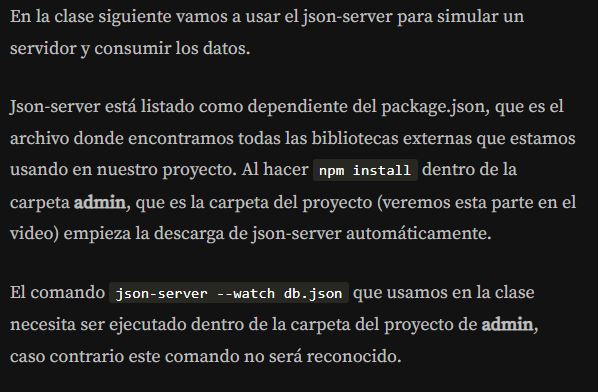 En la clase siguiente vamos a usar el json-server para simular un
servidor y consumir los datos.
Json-server está listado como dependiente del package.json, que es el
archivo donde encontramos todas las bibliotecas externas que estamos
usando en nuestro proyecto. Al hacer npm install dentro de la
carpeta admin, que es la carpeta del proyecto (veremos esta parte en el
video) empieza la descarga de json-server automáticamente.
El comando json-server --watch db.json que usamos en la clase
necesita ser ejecutado dentro de la carpeta del proyecto de admin,
caso contrario este comando no será reconocido.